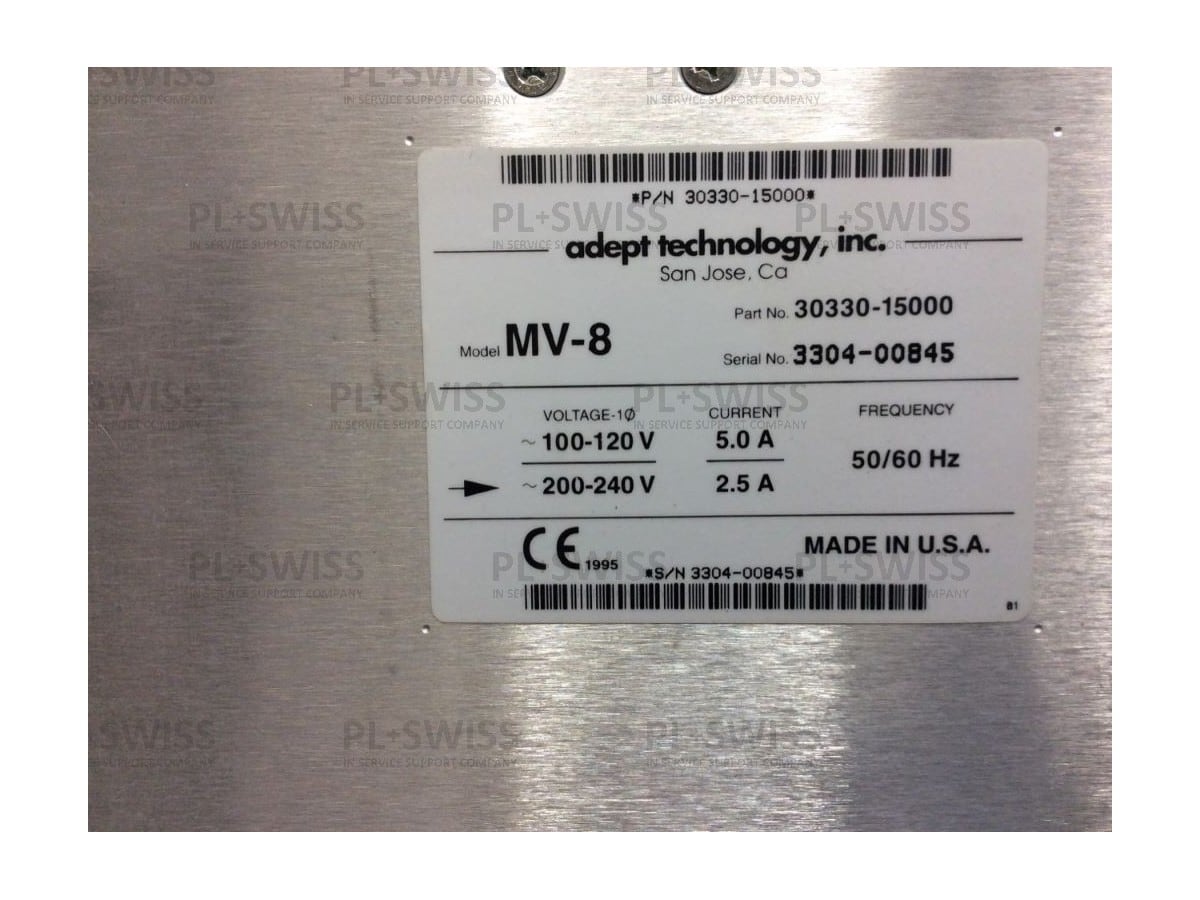 *P/N 30330-15000*
adept technology, inc.
San Jose, Ca
Part No. 30330-15000
Model MV-8
Serial No. 3304-00845
VOLTAGE-1Ø CURRENT FREQUENCY
~ 100-120 V 5.0 A
50/60 Hz
~ 200-240 V 2.5 A
CE 1995 MADE IN U.S.A.
*S/N 3304-00845*
B1
PL+SWISS
IN SERVICE SUPPORT COMPANY